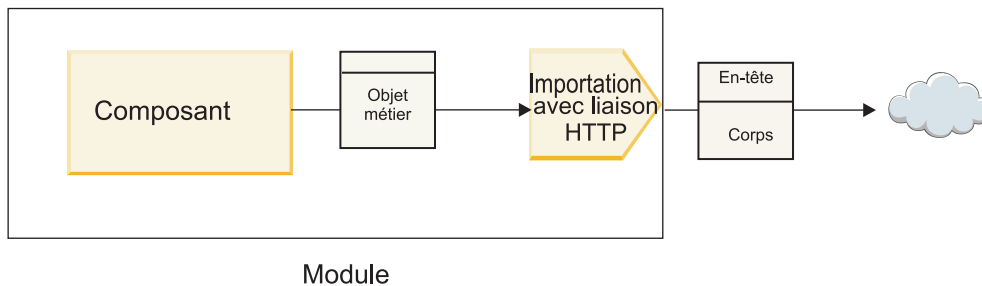 Composant
Objet
métier
Importation
avec liaison
HTTP
En-tête
Corps
Module